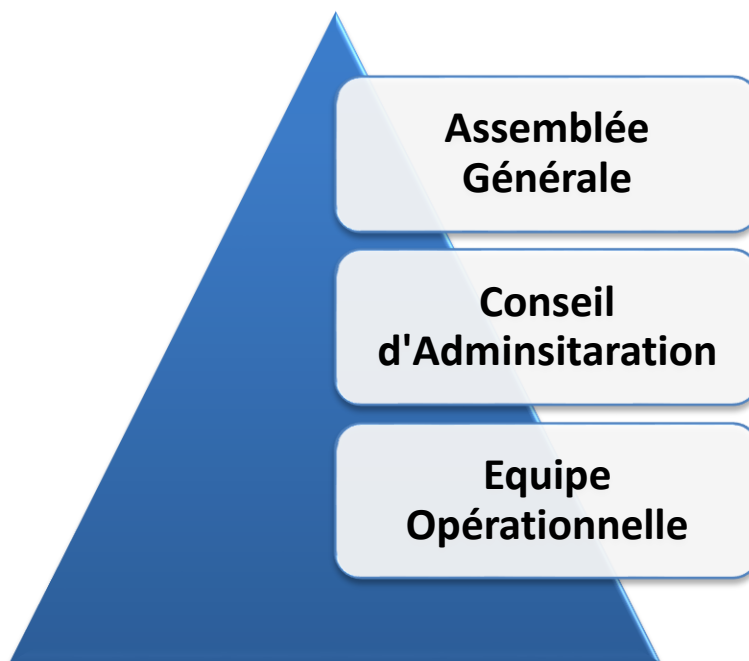 Assemblée
Générale
Conseil
d'Adminsitaration
Equipe
Opérationnelle